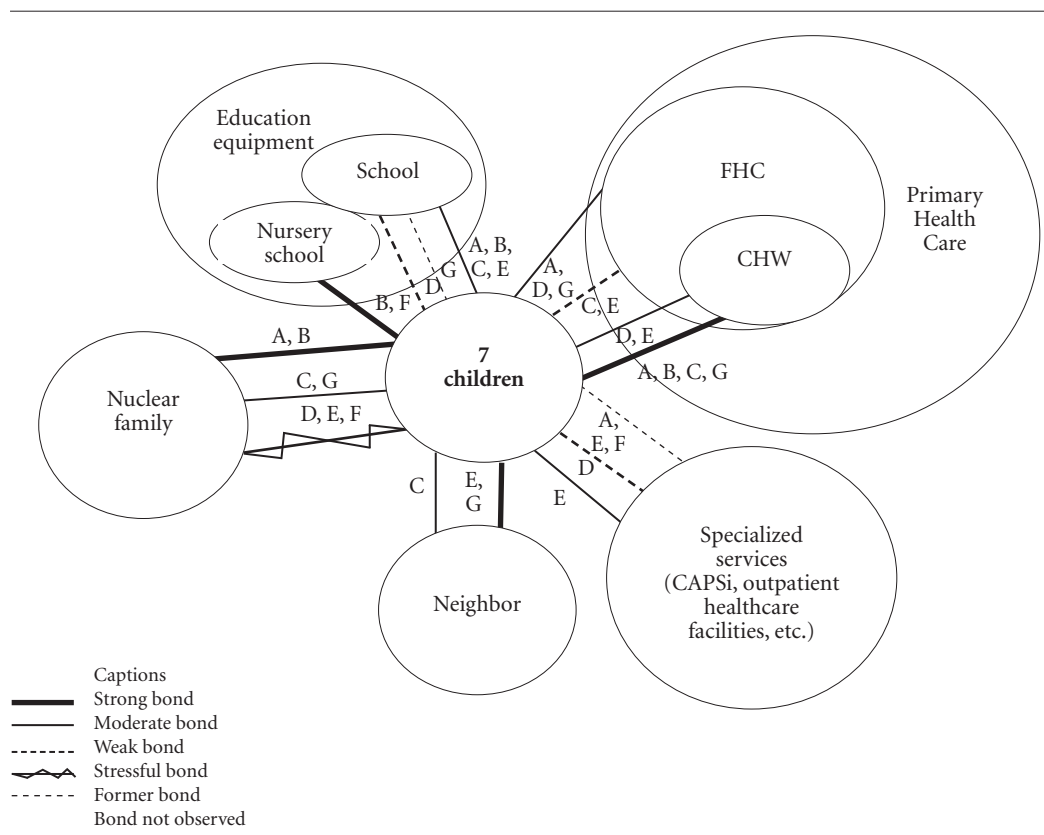 Education
equipment
School
Nursery
school
FHC
CHW
Primary
Health
Care
A, B,
C, E
G
D
B, F
A,
D, G
C, E
D, E
A, B, C, G
7
children
A, B
C, G
D, E, F
Nuclear
family
C
E,
G
A,
E, F
D
E
Neighbor
Specialized
services
(CAPSi, outpatient
healthcare
facilities, etc.)
Captions
Strong bond
Moderate bond
Weak bond
Stressful bond
Former bond
Bond not observed